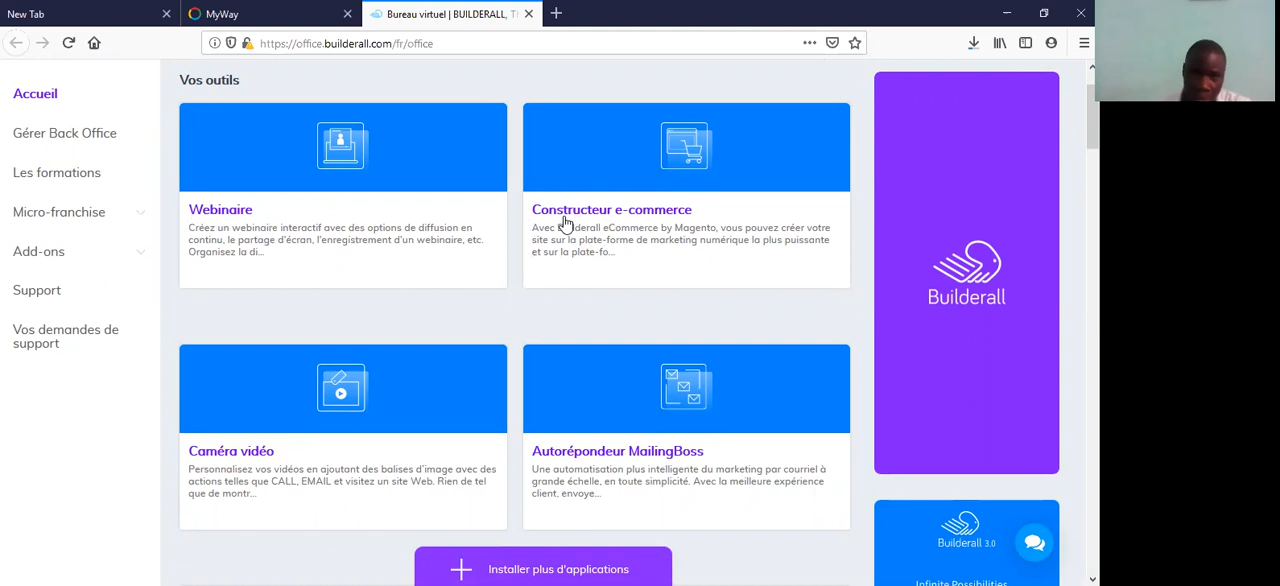 New Tab
MyWay
Bureau virtuel | BUILDERALL, T
https://office.builderall.com/fr/office
Accueil
Gérer Back Office
Les formations
Micro-franchise
Add-ons
Support
Vos demandes de
support
Vos outils
Webinaire
Créez un webinaire interactif avec des options de diffusion en
continu, le partage d'écran, l'enregistrement d'un webinaire, etc.
Organisez la di...
Constructeur e-commerce
Avec Builderall eCommerce by Magento, vous pouvez créer votre
site sur la plate-forme de marketing numérique la plus puissante
et sur la plate-fo...
Caméra vidéo
Personnalisez vos vidéos en ajoutant des balises d'image avec des
actions telles que CALL, EMAIL et visitez un site Web. Rien de tel
que de montr...
Autorépondeur MailingBoss
Une automatisation plus intelligente du marketing par courriel à
grande échelle, en toute simplicité. Avec la meilleure expérience
client, envoye...
Installer plus d'applications
Builderall
Builderall 3.0
Infinite Possibilities